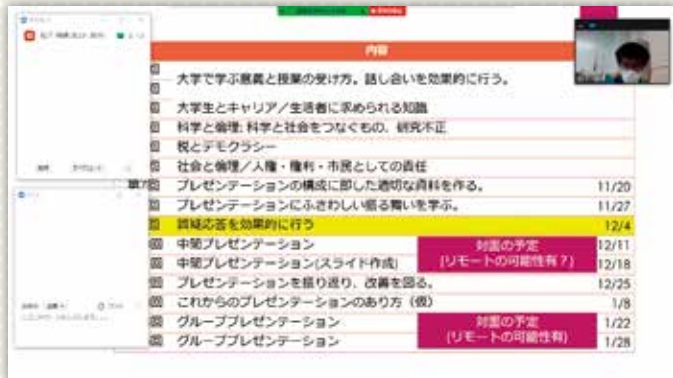 内容
大学で学ぶ意義と授業の受け方。話し合いを効果的に行う。
大学生とキャリア／生活者に求められる知識
科学と倫理: 科学と社会をつなぐもの、研究不正
税とデモクラシー
社会と倫理／人権・権利・市民としての責任
プレゼンテーションの構成に即した適切な資料を作る。 11/20
プレゼンテーションにふさわしい振る舞いを学ぶ。 11/27
質疑応答を効果的に行う 12/4
中間プレゼンテーション 対面の予定 12/11
中間プレゼンテーション(スライド作成) (リモートの可能性有？) 12/18
プレゼンテーションを振り返り、改善を図る。 12/25
これからのプレゼンテーションのあり方（仮） 1/8
グループプレゼンテーション 対面の予定 1/22
グループプレゼンテーション (リモートの可能性有) 1/28